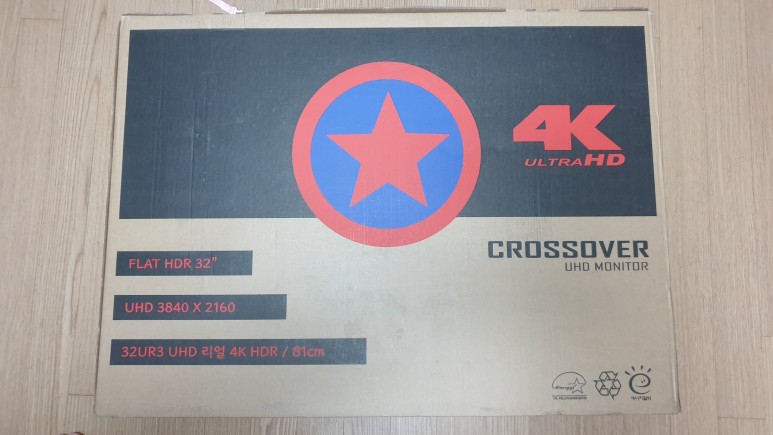 4K
ULTRAHD
CROSSOVER
UHD MONITOR
FLAT HDR 32"
UHD 3840 X 2160
32UR3 UHD 리얼 4K HDR / 81cm